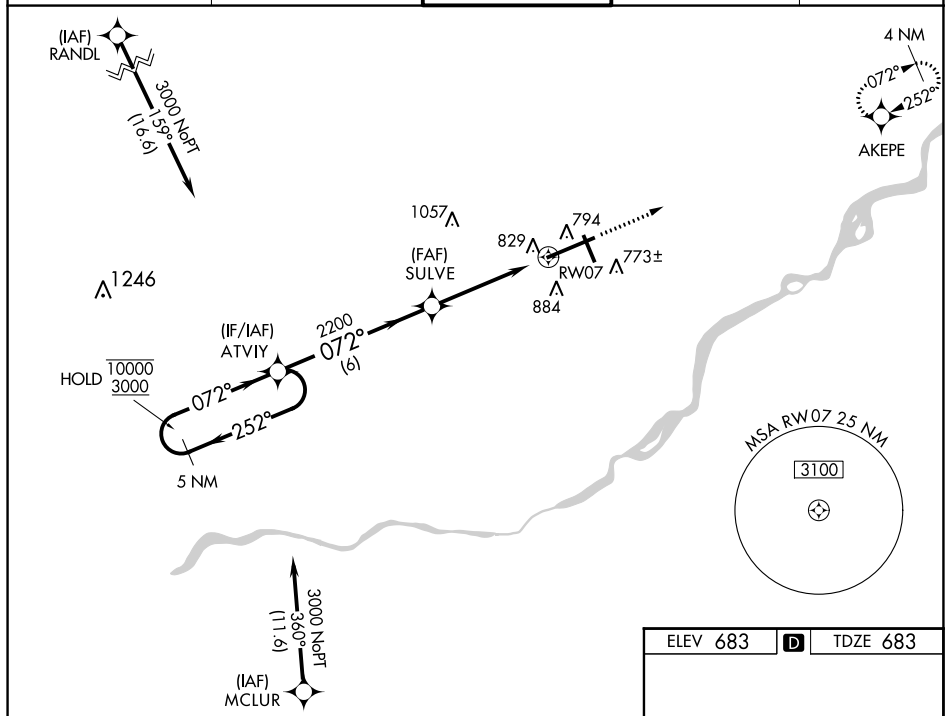 (IAF)
RANDL
3000 NoPT
159°
(16.6)
4 NM
072°
252°
AKEPE
1057
829
794
(FAF)
SULVE
RW07
773±
884
1246
(IF/IAF)
ATVIY
2200
072°
(6)
HOLD
10000
3000
072°
252°
5 NM
MSA RW07 25 NM
3100
3000 NoPT
360°
(11.6)
(IAF)
MCLUR
ELEV 683 D TDZE 683